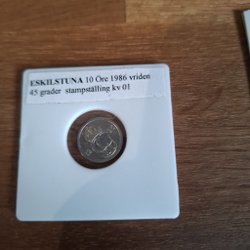 ESKILSTUNA 10 Öre 1986 vriden
45 grader stampställing kv 01